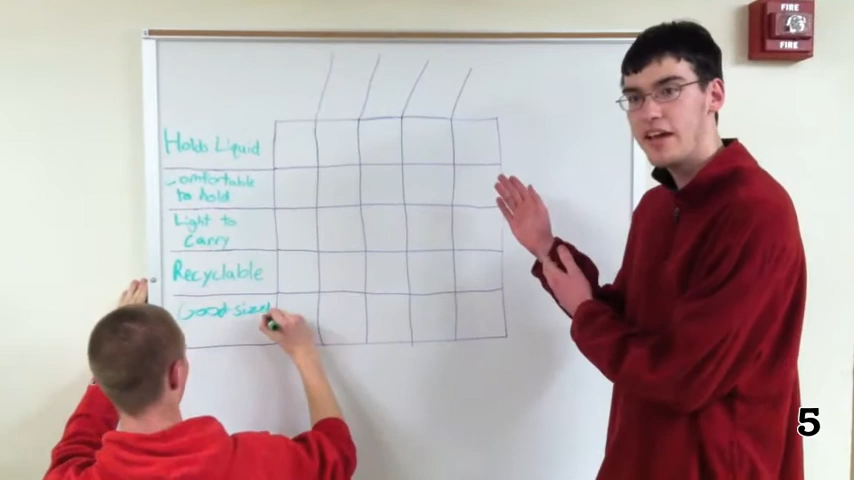 FIRE
FIRE
Holds Liquid
Comfortable
to hold
Light to
Carry
Recyclable
Good sized
5